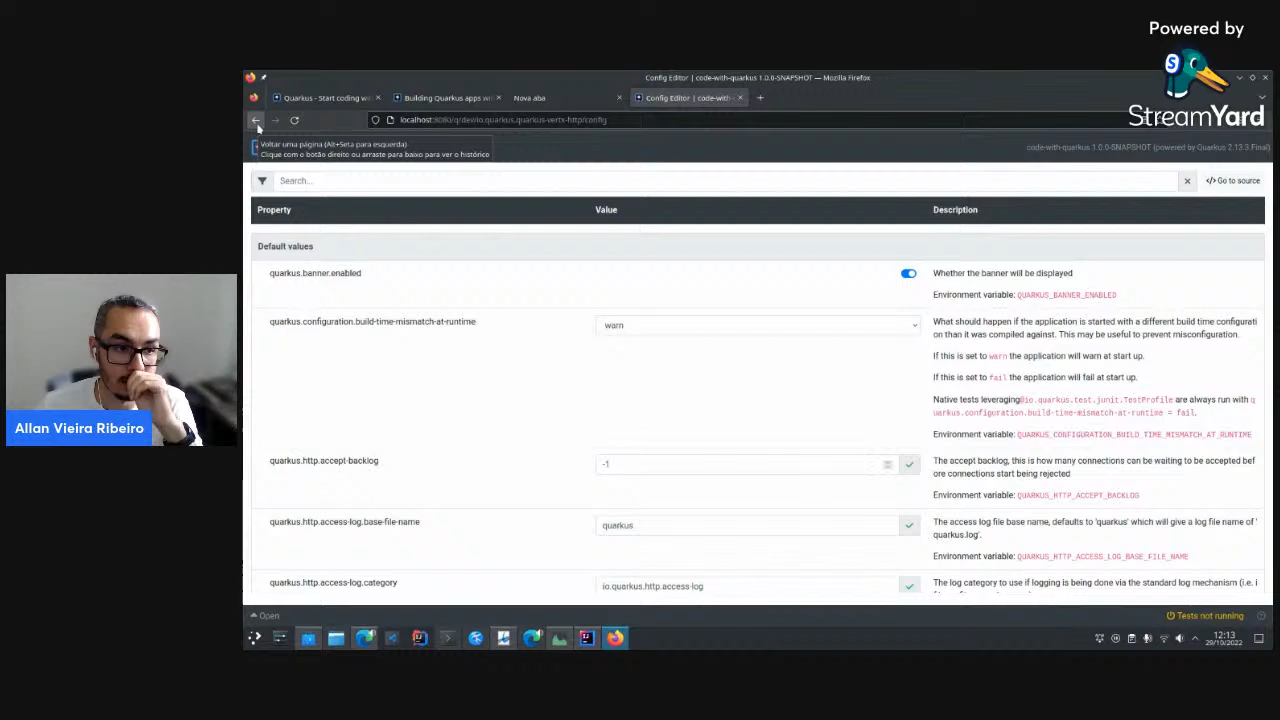 Powered by
StreamYard
Config Editor | code-with-quarkus 1.0.0-SNAPSHOT — Mozilla Firefox
Quarkus - Start coding w
Building Quarkus apps wi
Nova aba
Config Editor | code-with-
localhost:8080/q/dev/io.quarkus.quarkus-vertx-http/config
Voltar uma página (Alt+Seta para esquerda)
Clique com o botão direito ou arraste para baixo para ver o histórico
code-with-quarkus 1.0.0-SNAPSHOT (powered by Quarkus 2.13.3.Final)
Search...
Go to source
Property Value Description
Default values
quarkus.banner.enabled
Whether the banner will be displayed
Environment variable: QUARKUS_BANNER_ENABLED
quarkus.configuration.build-time-mismatch-at-runtime
warn
What should happen if the application is started with a different build time configurati
on than it was compiled against. This may be useful to prevent misconfiguration.
If this is set to warn the application will warn at start up.
If this is set to fail the application will fail at start up.
Native tests leveraging@io.quarkus.test.junit.TestProfile are always run with q
uarkus.configuration.build-time-mismatch-at-runtime = fail.
Environment variable: QUARKUS_CONFIGURATION_BUILD_TIME_MISMATCH_AT_RUNTIME
quarkus.http.accept-backlog
-1
The accept backlog, this is how many connections can be waiting to be accepted bef
ore connections start being rejected
Environment variable: QUARKUS_HTTP_ACCEPT_BACKLOG
quarkus.http.access-log.base-file-name
quarkus
The access log file base name, defaults to 'quarkus' which will give a log file name of '
quarkus.log'.
Environment variable: QUARKUS_HTTP_ACCESS_LOG_BASE_FILE_NAME
quarkus.http.access-log.category
io.quarkus.http.access-log
The log category to use if logging is being done via the standard log mechanism (i.e. i
Open
Tests not running
12:13
29/10/2022
Allan Vieira Ribeiro